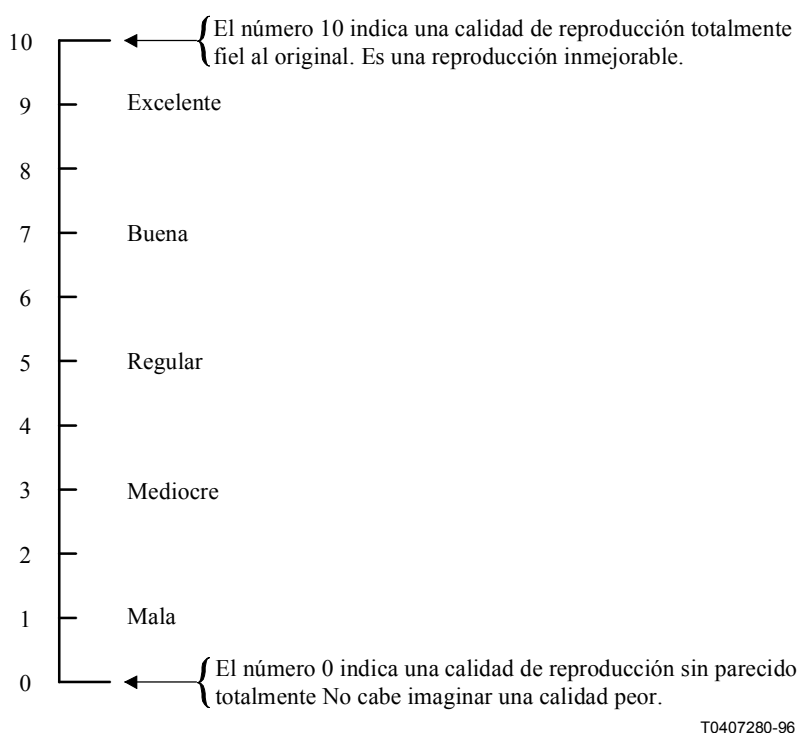 El número 10 indica una calidad de reproducción totalmente
10
fiel al original. Es una reproducción inmejorable.
9 Excelente
8
7 Buena
6
5 Regular
4
3 Mediocre
2
1 Mala
El número 0 indica una calidad de reproducción sin parecido
0
totalmente No cabe imaginar una calidad peor.
T0407280-96